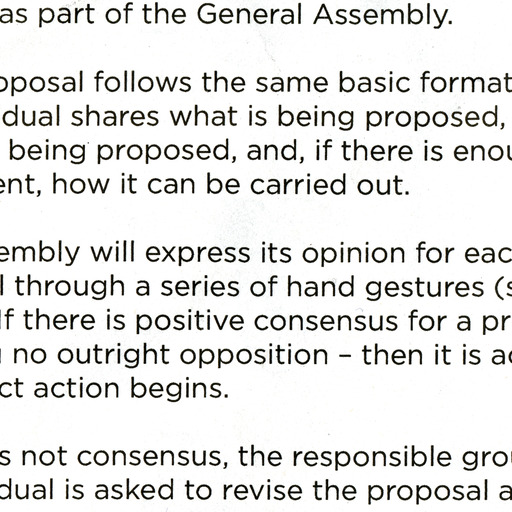 as part of the General Assembly.
oposal follows the same basic format
dual shares what is being proposed,
being proposed, and, if there is enou
ent, how it can be carried out.
embly will express its opinion for eac
l through a series of hand gestures (s
If there is positive consensus for a pr
no outright opposition – then it is ac
ct action begins.
s not consensus, the responsible grou
dual is asked to revise the proposal a